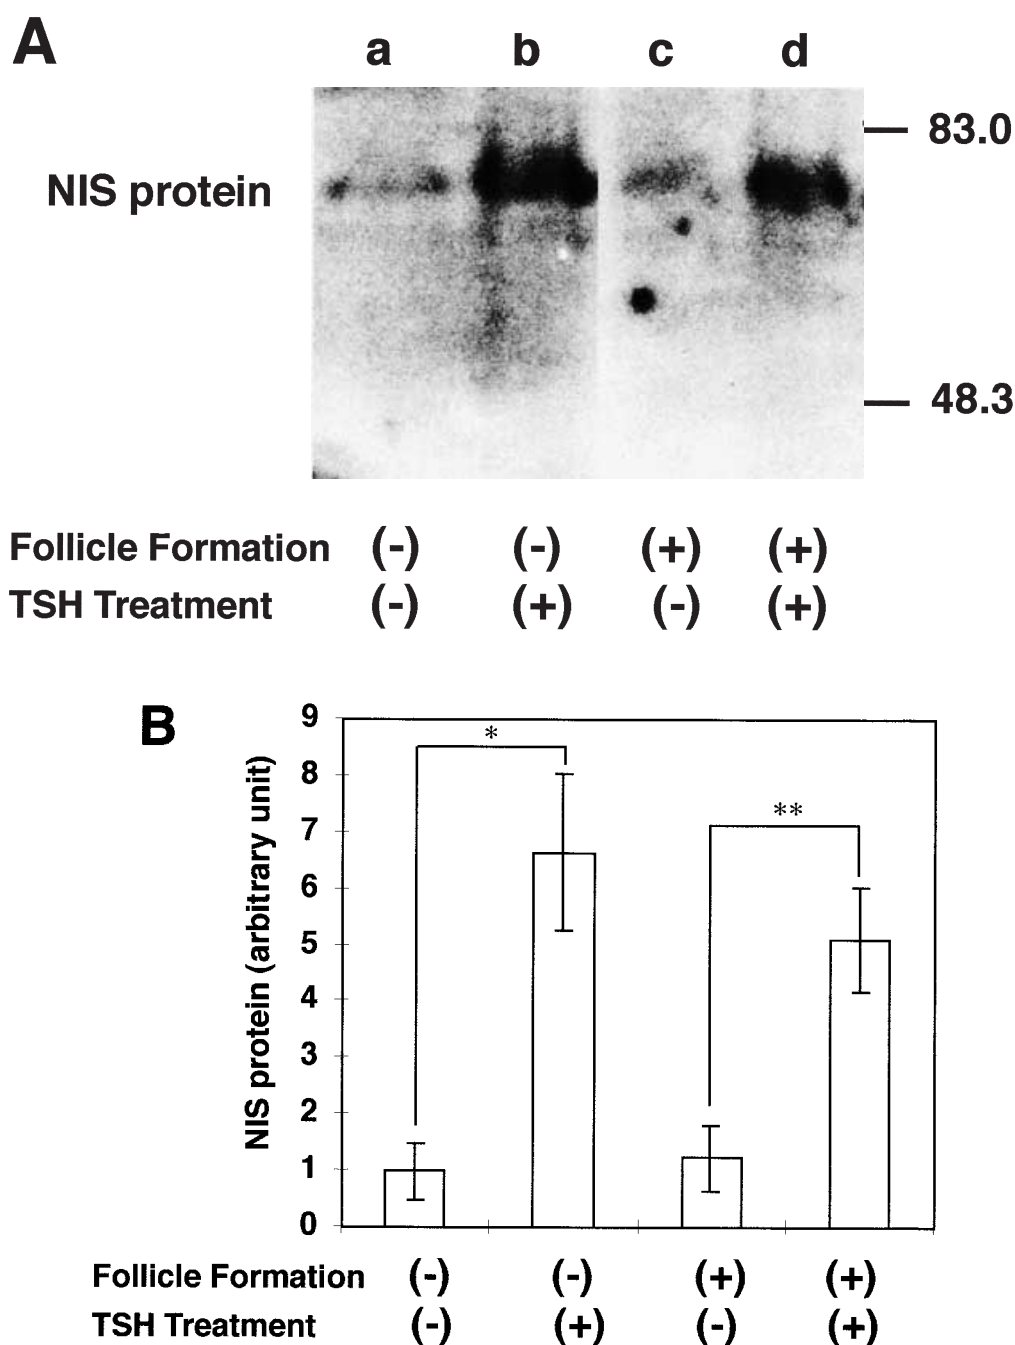 A
a b c d
83.0
NIS protein
48.3
Follicle Formation (-) (-) (+) (+)
TSH Treatment (-) (+) (-) (+)
B
NIS protein (arbitrary unit)
9
8
7
6
5
4
3
2
1
0
*
**
Follicle Formation (-) (-) (+) (+)
TSH Treatment (-) (+) (-) (+)